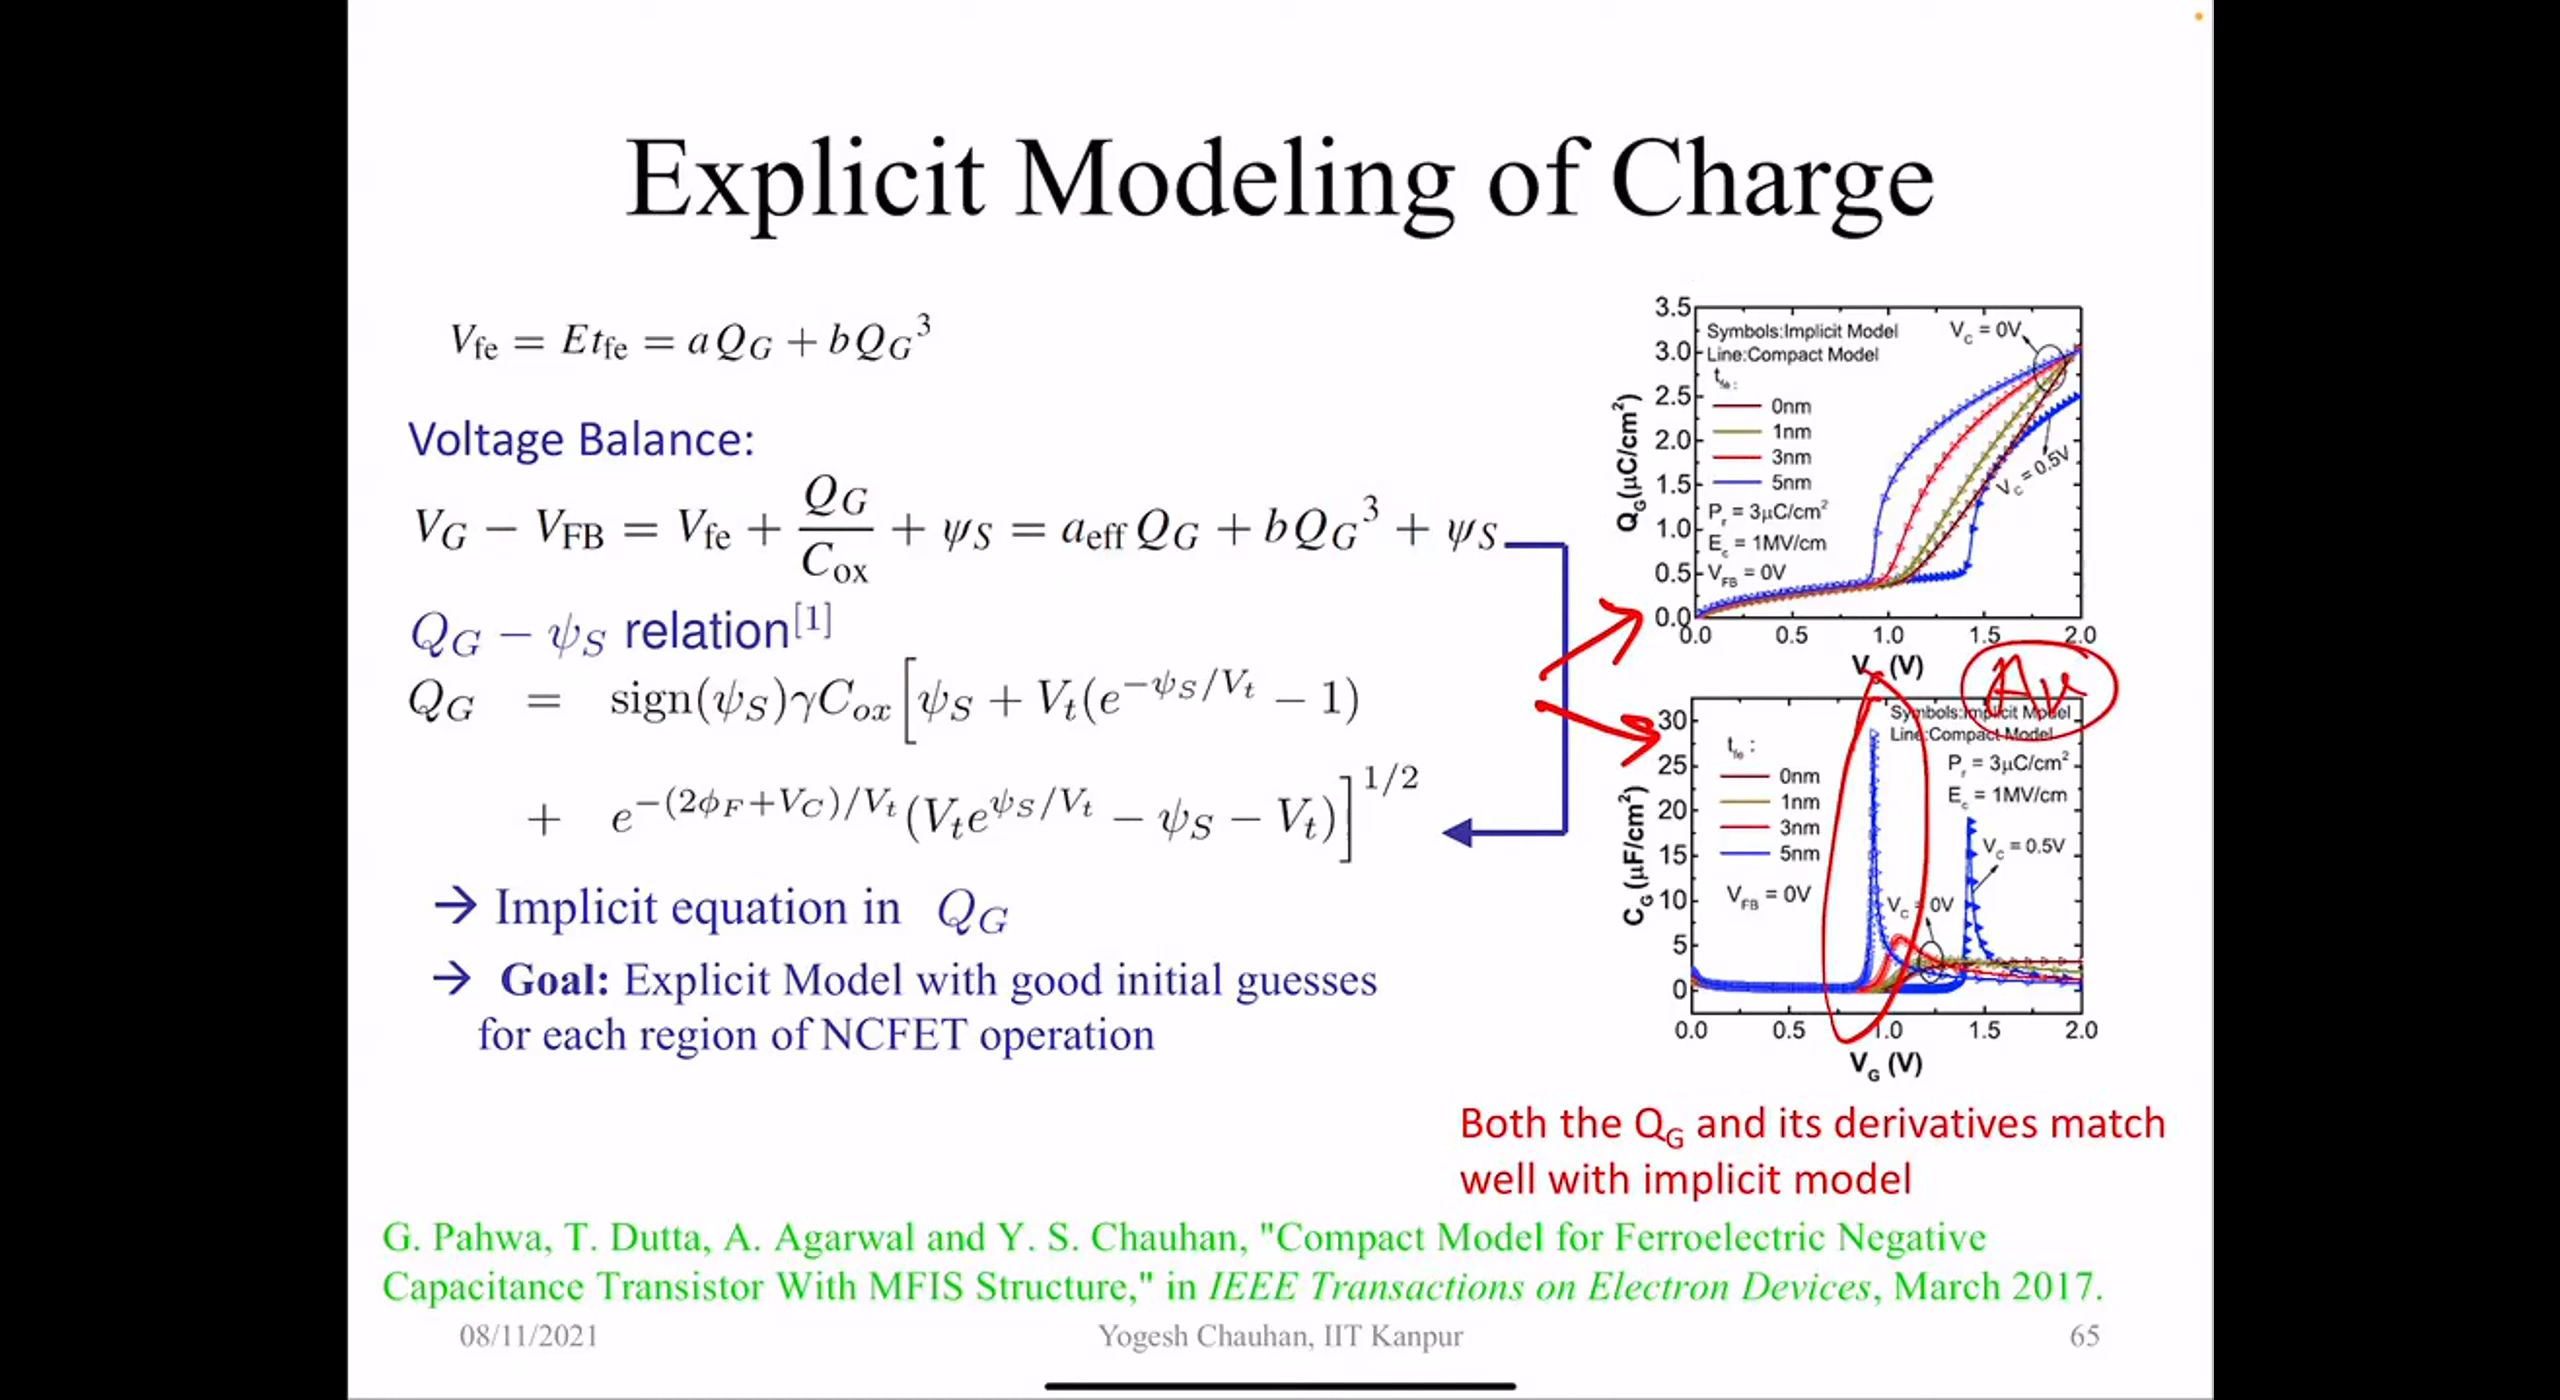 Explicit Modeling of Charge
V_fe = Et_fe = aQ_G + bQ_G³
Voltage Balance:
V_G − V_FB = V_fe + Q_G/C_ox + ψ_S = a_eff Q_G + bQ_G³ + ψ_S
Q_G − ψ_S relation[1]
Q_G = sign(ψ_S)γC_ox[ψ_S + V_t(e^{−ψ_S/V_t} − 1)
+ e^{−(2ϕ_F+V_C)/V_t}(V_t e^{ψ_S/V_t} − ψ_S − V_t)]^{1/2}
→ Implicit equation in Q_G
→ Goal: Explicit Model with good initial guesses
for each region of NCFET operation
Q_G(μC/cm²)
3.5
3.0
2.5
2.0
1.5
1.0
0.5
0.0
Symbols:Implicit Model
Line:Compact Model
t_fe:
0nm
1nm
3nm
5nm
P_r = 3μC/cm²
E_c = 1MV/cm
V_FB = 0V
V_C = 0V
V_C = 0.5V
0.0 0.5 1.0 1.5 2.0
V (V)
Av
C_G(μF/cm²)
30
25
20
15
10
5
0
Symbols:Implicit Model
Line:Compact Model
t_fe:
0nm
1nm
3nm
5nm
P_r = 3μC/cm²
E_c = 1MV/cm
V_FB = 0V
V_C = 0.5V
V_C = 0V
0.0 0.5 1.0 1.5 2.0
V_G (V)
Both the Q_G and its derivatives match
well with implicit model
G. Pahwa, T. Dutta, A. Agarwal and Y. S. Chauhan, "Compact Model for Ferroelectric Negative
Capacitance Transistor With MFIS Structure," in IEEE Transactions on Electron Devices, March 2017.
08/11/2021 Yogesh Chauhan, IIT Kanpur 65